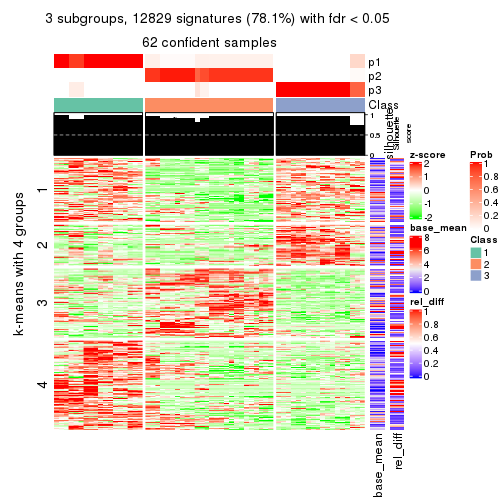 3 subgroups, 12829 signatures (78.1%) with fdr < 0.05
62 confident samples
p1
p2
p3
Class
silhouette
Silhouette
score
1
0.5
0
k-means with 4 groups
1
2
3
4
base_mean
rel_diff
z-score
2
1
0
-1
-2
base_mean
8
6
4
2
0
rel_diff
1
0.8
0.6
0.4
0.2
0
Prob
1
0.8
0.6
0.4
0.2
0
Class
1
2
3